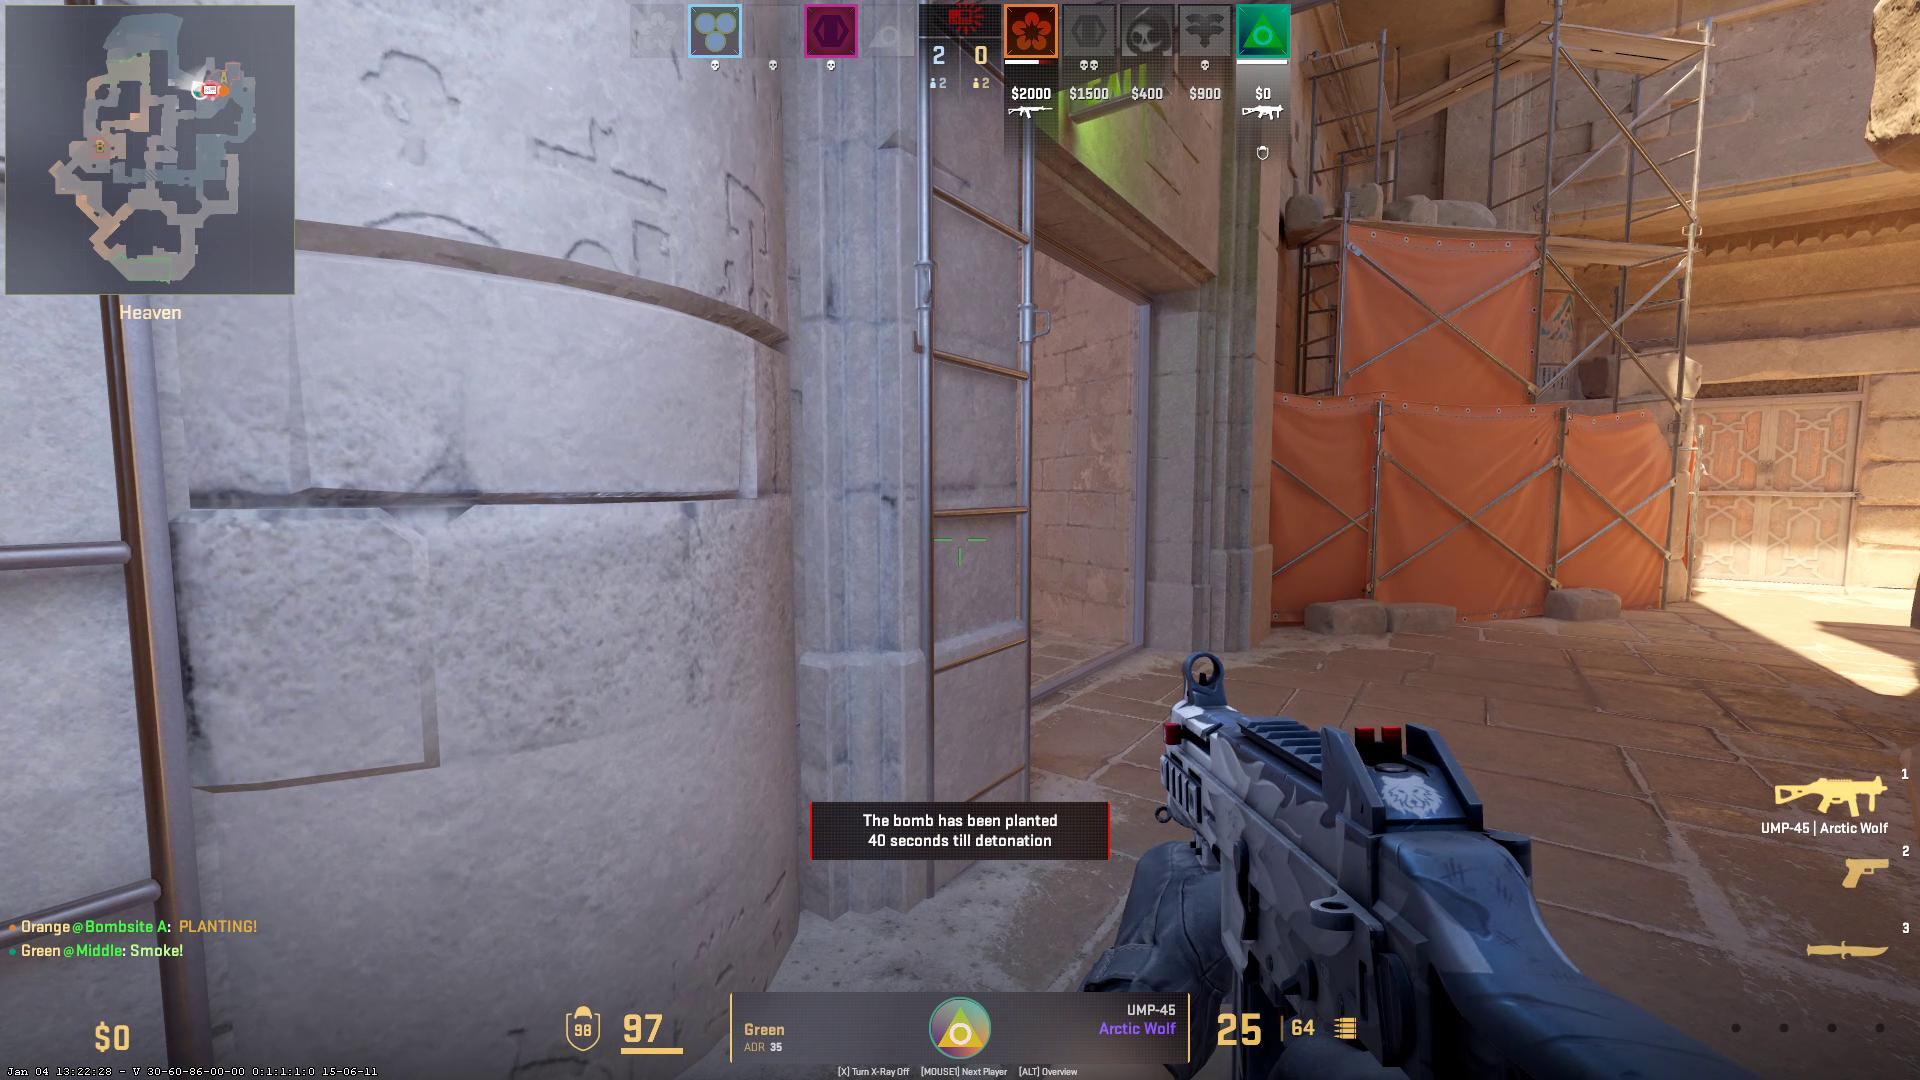 B
A
Heaven
2 0
2 2
$2000 $1500 $400 $900 $0
The bomb has been planted
40 seconds till detonation
1
UMP-45 | Arctic Wolf
2
3
Orange @ Bombsite A: PLANTING!
Green @ Middle: Smoke!
$0
98 97
Green
ADR 35
UMP-45
Arctic Wolf
25 | 64
[X] Turn X-Ray Off [MOUSE1] Next Player [ALT] Overview
Jan 04 13:22:28 - V 30-60-86-00-00 0:1:1:1:0 15-06-11